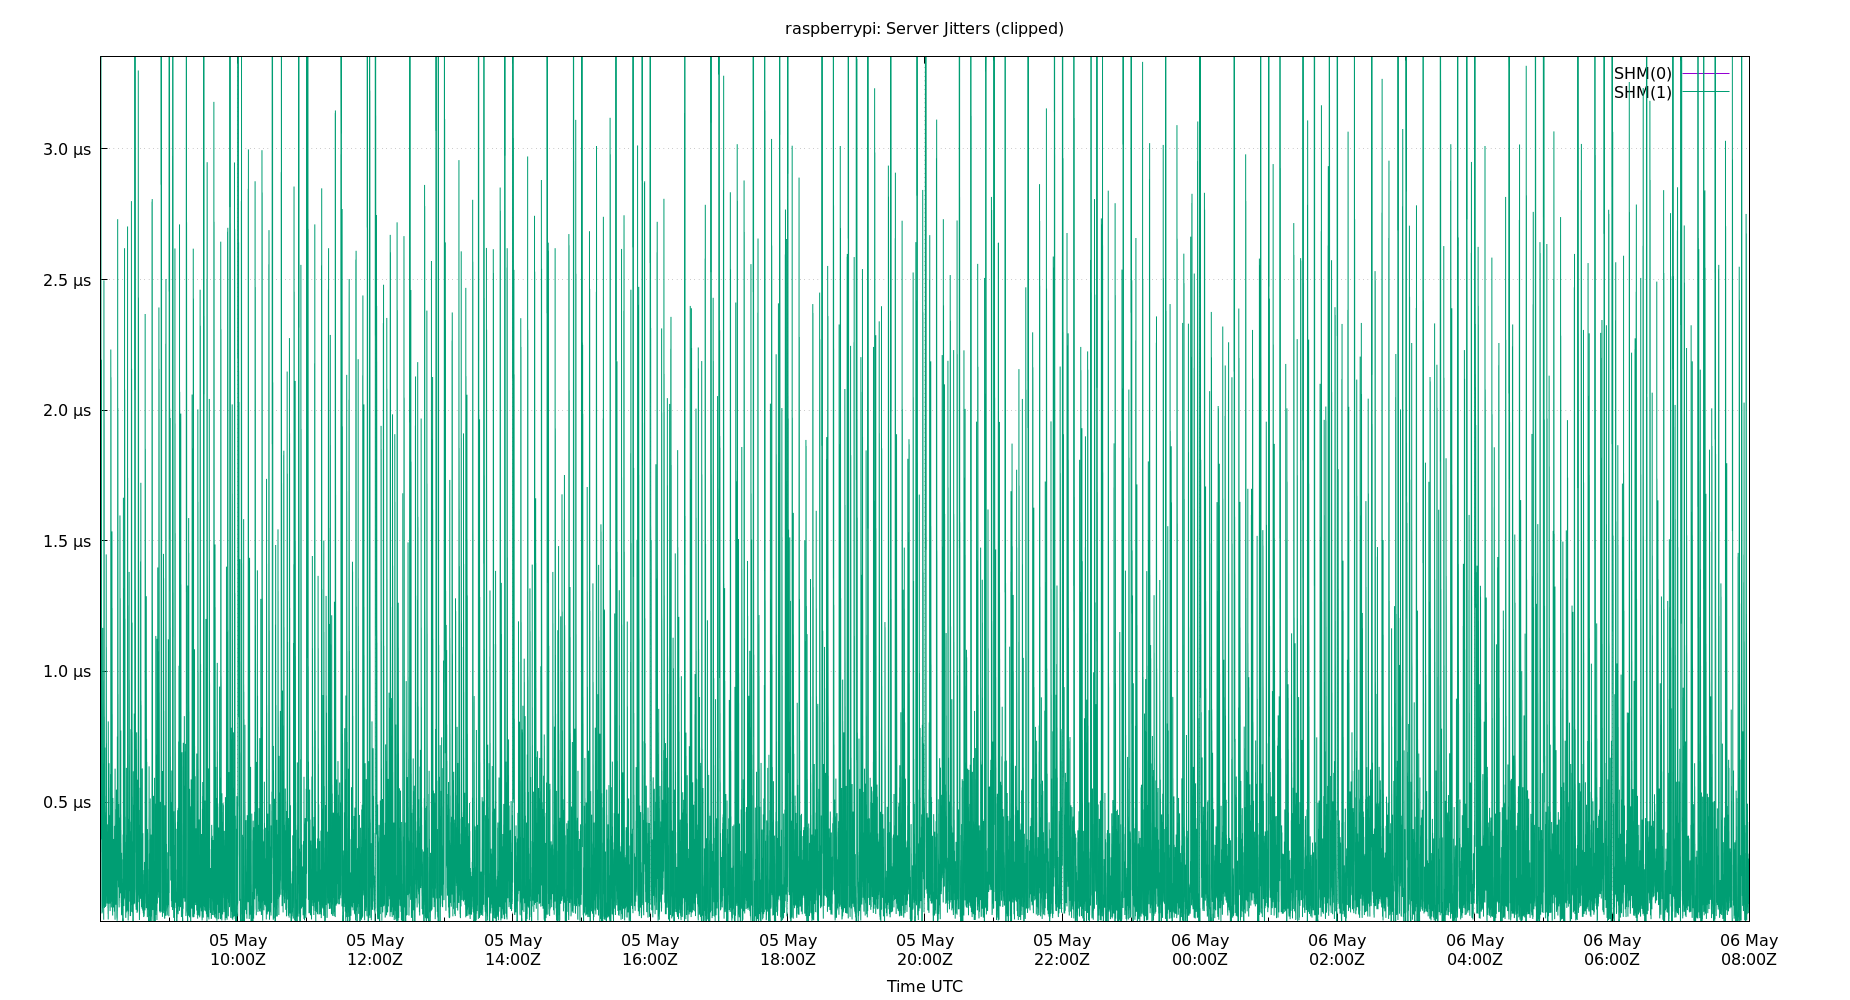 raspberrypi: Server Jitters (clipped)
SHM(0)
SHM(1)
3.0 µs
2.5 µs
2.0 µs
1.5 µs
1.0 µs
0.5 µs
05 May 05 May 05 May 05 May 05 May 05 May 05 May 06 May 06 May 06 May 06 May 06 May
10:00Z 12:00Z 14:00Z 16:00Z 18:00Z 20:00Z 22:00Z 00:00Z 02:00Z 04:00Z 06:00Z 08:00Z
Time UTC